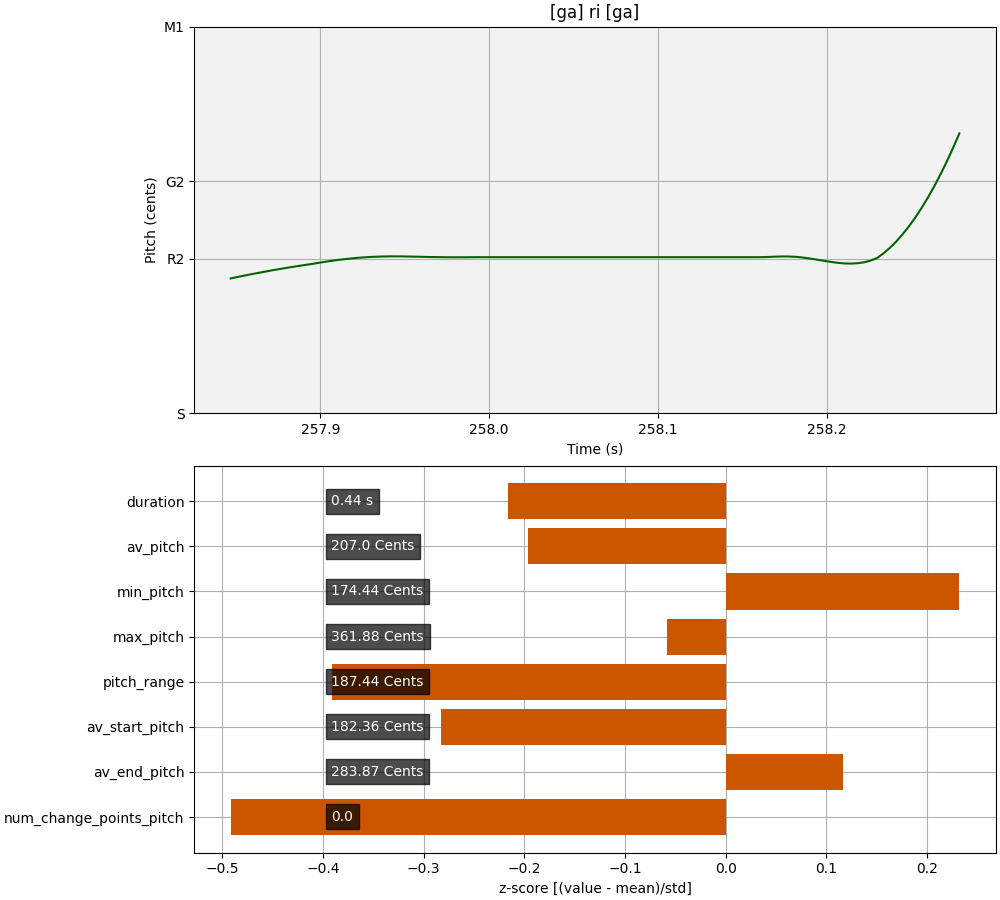 [ga] ri [ga]
M1
G2
R2
S
Pitch (cents)
257.9 258.0 258.1 258.2
Time (s)
duration 0.44 s
av_pitch 207.0 Cents
min_pitch 174.44 Cents
max_pitch 361.88 Cents
pitch_range 187.44 Cents
av_start_pitch 182.36 Cents
av_end_pitch 283.87 Cents
num_change_points_pitch 0.0
−0.5 −0.4 −0.3 −0.2 −0.1 0.0 0.1 0.2
z-score [(value - mean)/std]